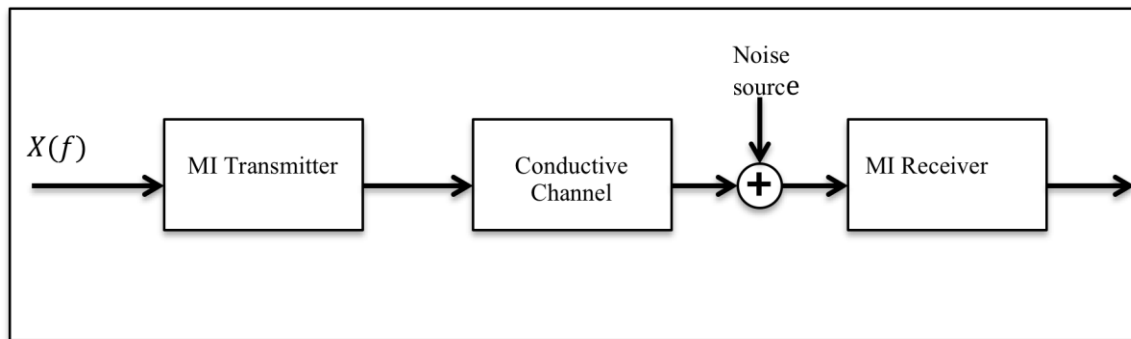 Noise
source
X(f)
MI Transmitter
Conductive
Channel
+
MI Receiver